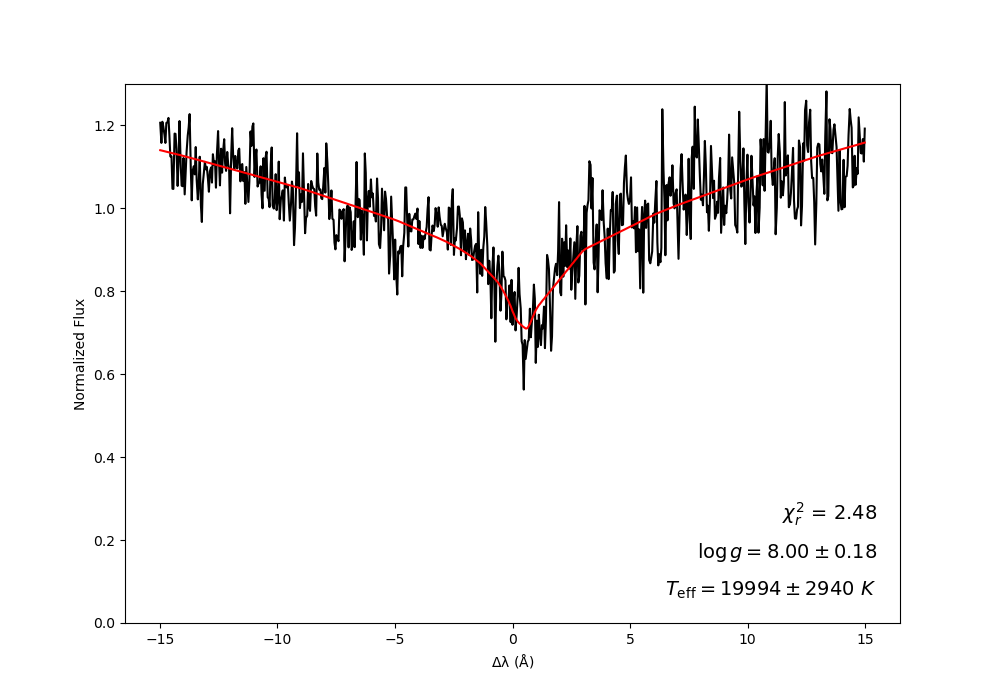 1.2
1.0
0.8
0.6
0.4
0.2
0.0
Normalized Flux
χ²ᵣ = 2.48
log g = 8.00 ± 0.18
T_eff = 19994 ± 2940 K
−15 −10 −5 0 5 10 15
Δλ (Å)